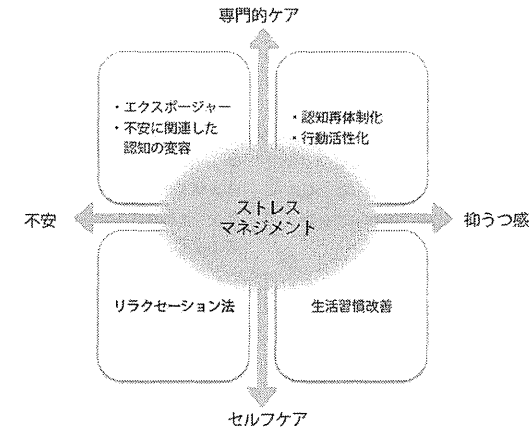 専門的ケア
・エクスポージャー
・不安に関連した
認知の変容
・認知再体制化
・行動活性化
ストレス
マネジメント
不安
抑うつ感
リラクセーション法
生活習慣改善
セルフケア